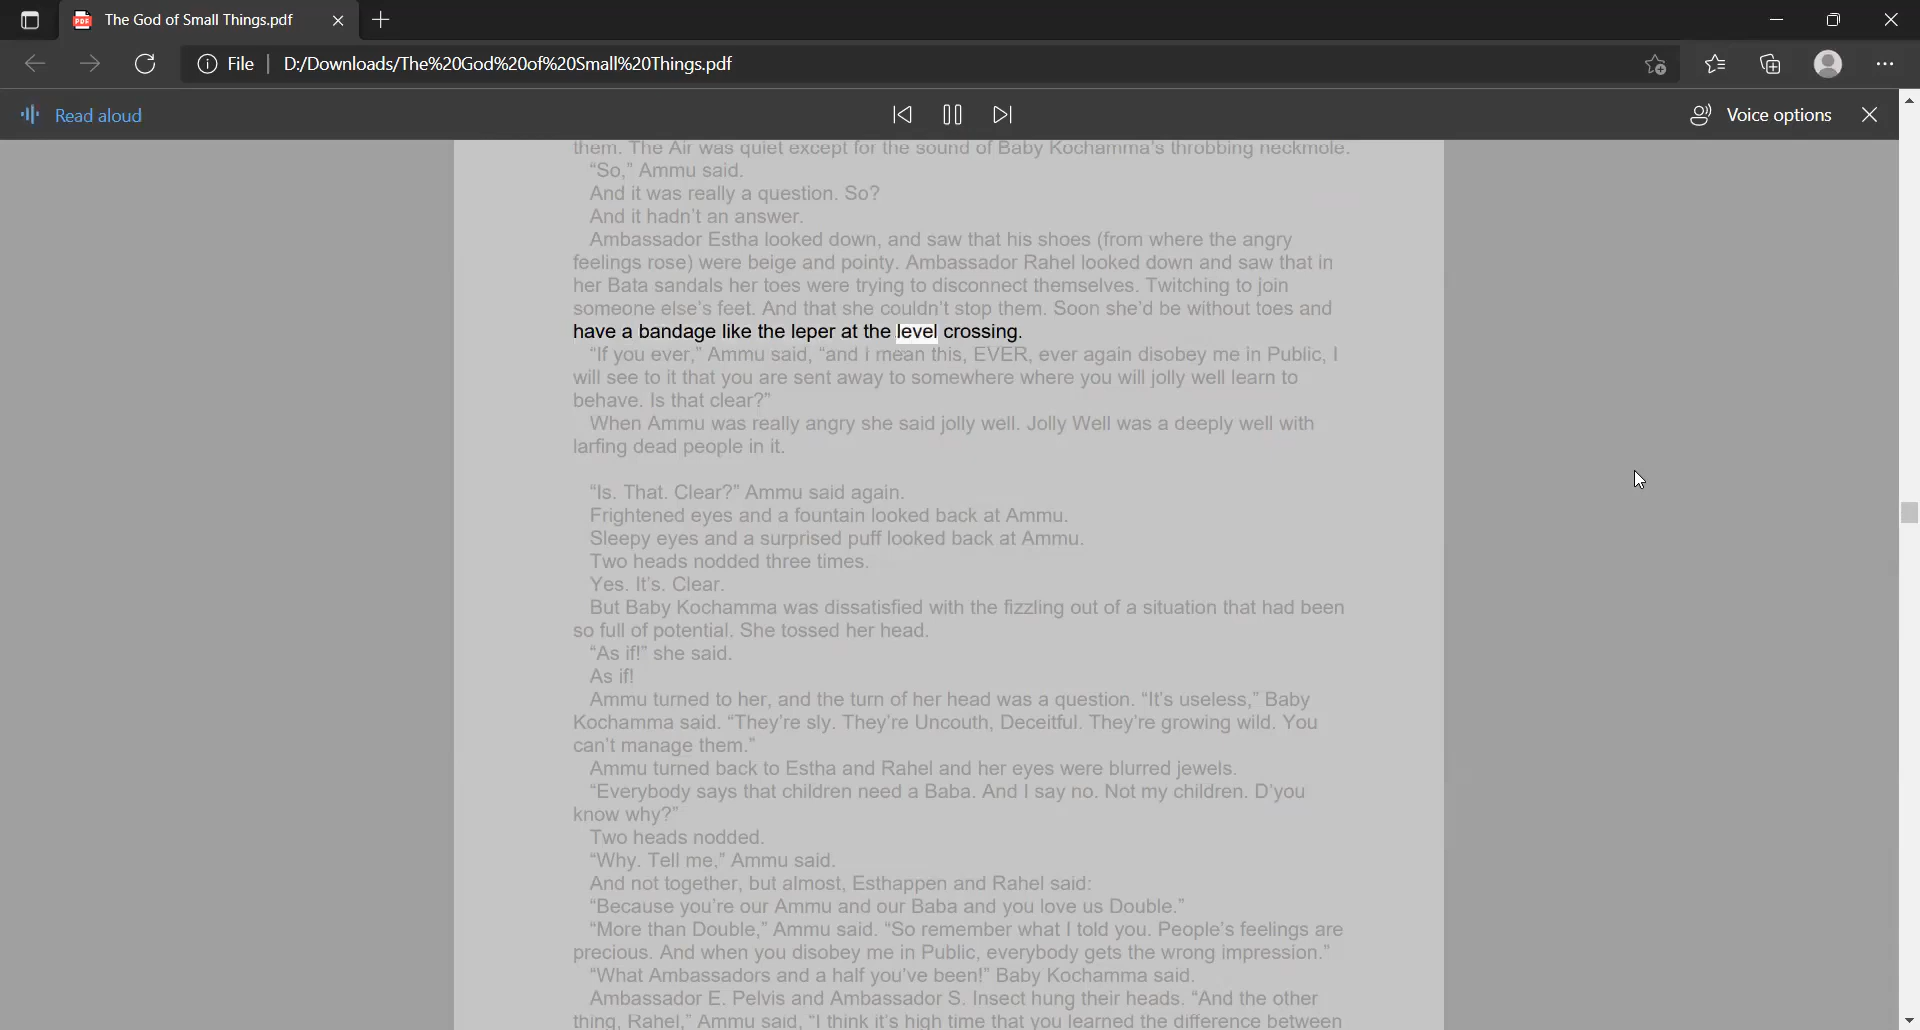 The God of Small Things.pdf
File
D:/Downloads/The%20God%20of%20Small%20Things.pdf
Read aloud
Voice options
them. The Air was quiet except for the sound of Baby Kochamma's throbbing neckmole.
“So,” Ammu said.
And it was really a question. So?
And it hadn’t an answer.
Ambassador Estha looked down, and saw that his shoes (from where the angry
feelings rose) were beige and pointy. Ambassador Rahel looked down and saw that in
her Bata sandals her toes were trying to disconnect themselves. Twitching to join
someone else’s feet. And that she couldn’t stop them. Soon she’d be without toes and
have a bandage like the leper at the level crossing.
“If you ever,” Ammu said, “and I mean this, EVER, ever again disobey me in Public, I
will see to it that you are sent away to somewhere where you will jolly well learn to
behave. Is that clear?”
When Ammu was really angry she said jolly well. Jolly Well was a deeply well with
larfing dead people in it.
“Is. That. Clear?” Ammu said again.
Frightened eyes and a fountain looked back at Ammu.
Sleepy eyes and a surprised puff looked back at Ammu.
Two heads nodded three times.
Yes. It’s. Clear.
But Baby Kochamma was dissatisfied with the fizzling out of a situation that had been
so full of potential. She tossed her head.
“As if!” she said.
As if!
Ammu turned to her, and the turn of her head was a question. “It’s useless,” Baby
Kochamma said. “They’re sly. They’re Uncouth, Deceitful. They’re growing wild. You
can’t manage them.”
Ammu turned back to Estha and Rahel and her eyes were blurred jewels.
“Everybody says that children need a Baba. And I say no. Not my children. D’you
know why?”
Two heads nodded.
“Why. Tell me,” Ammu said.
And not together, but almost, Esthappen and Rahel said:
“Because you’re our Ammu and our Baba and you love us Double.”
“More than Double,” Ammu said. “So remember what I told you. People’s feelings are
precious. And when you disobey me in Public, everybody gets the wrong impression.”
“What Ambassadors and a half you’ve been!” Baby Kochamma said.
Ambassador E. Pelvis and Ambassador S. Insect hung their heads. “And the other
thing, Rahel,” Ammu said, “I think it’s high time that you learned the difference between